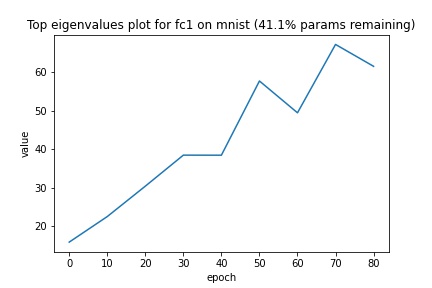 Top eigenvalues plot for fc1 on mnist (41.1% params remaining)
value
60
50
40
30
20
0 10 20 30 40 50 60 70 80
epoch